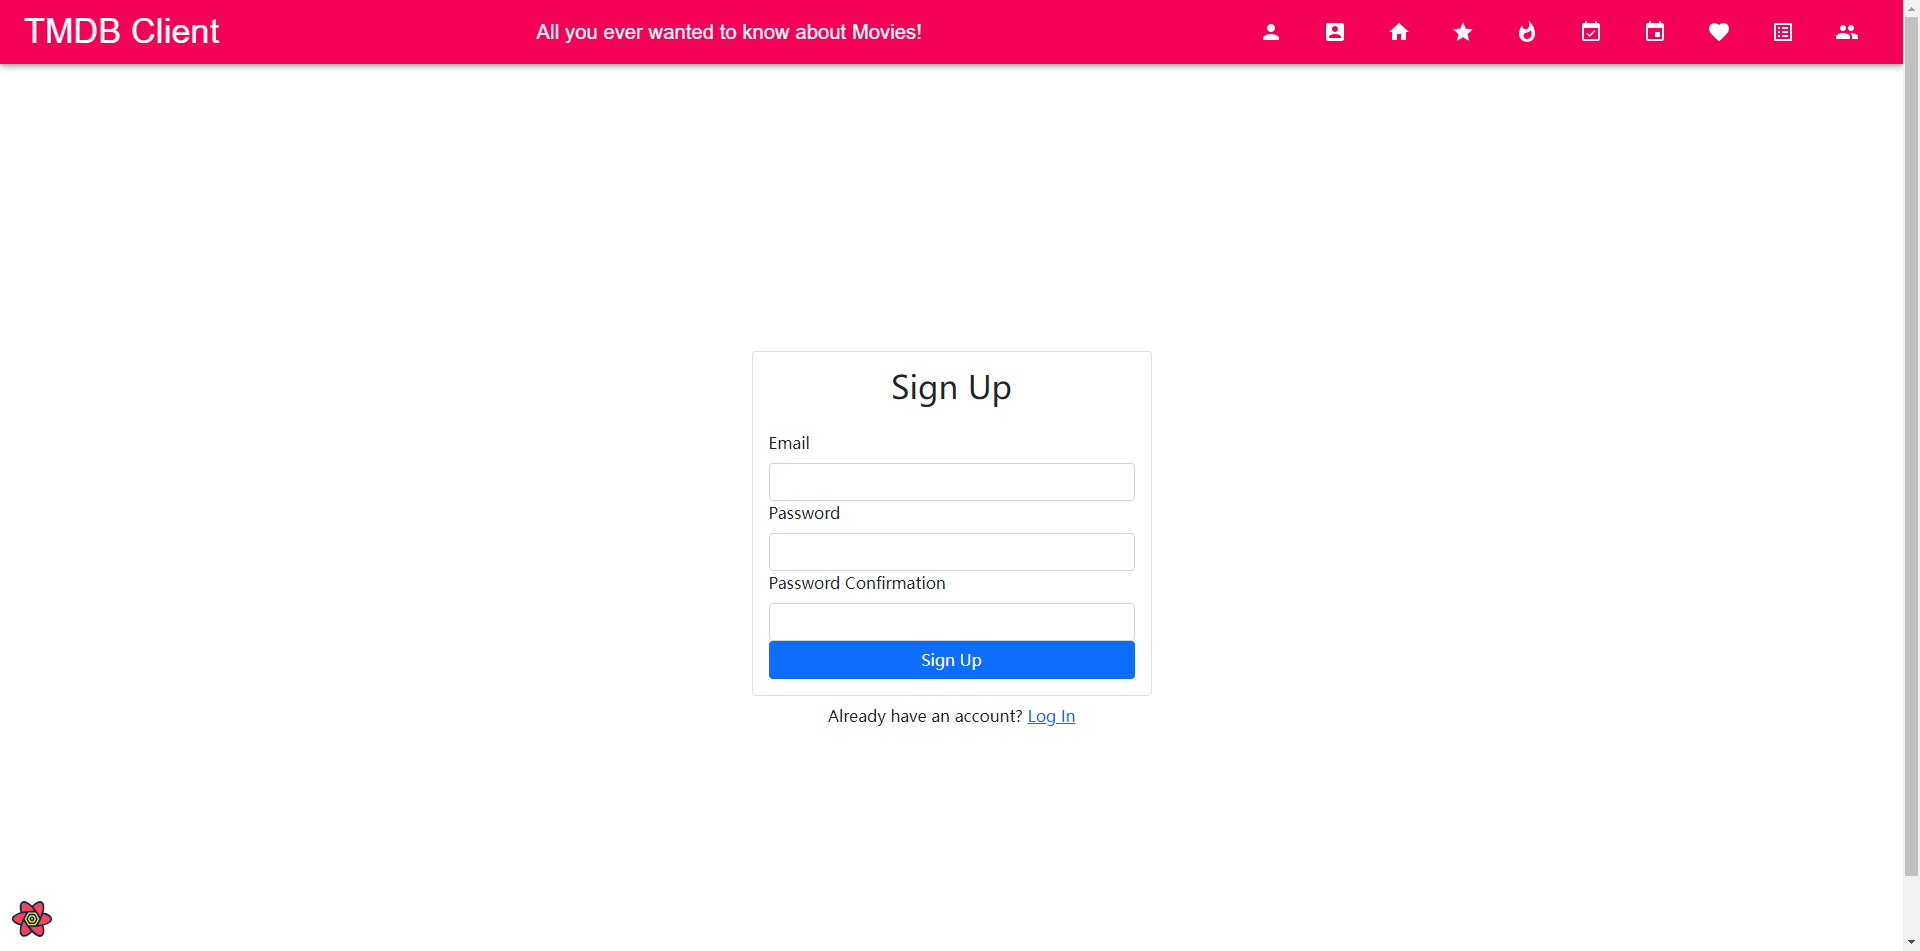 TMDB Client
All you ever wanted to know about Movies!
Sign Up
Email
Password
Password Confirmation
Sign Up
Already have an account? Log In